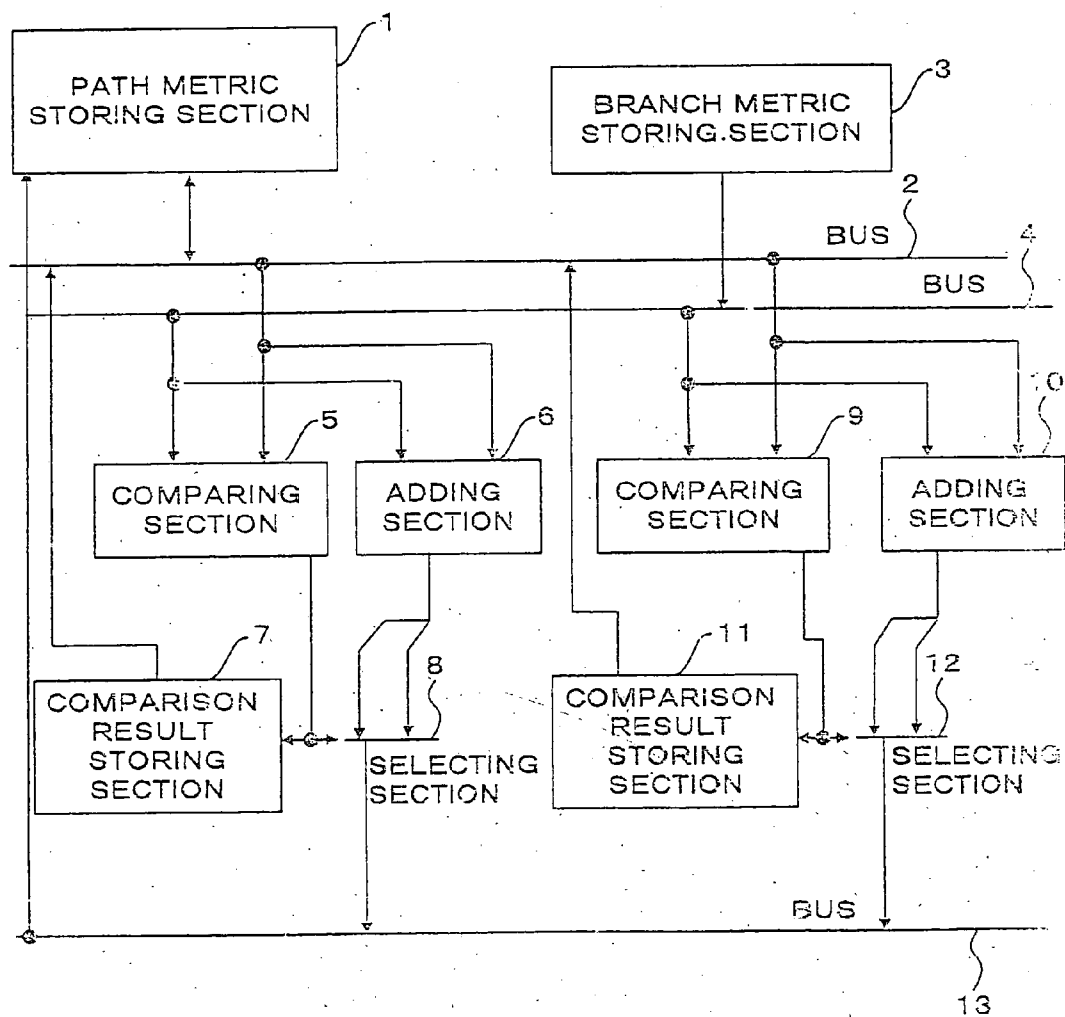 1
PATH METRIC
STORING SECTION
3
BRANCH METRIC
STORING.SECTION
2
BUS
4
BUS
5
COMPARING
SECTION
6
ADDING
SECTION
9
COMPARING
SECTION
10
ADDING
SECTION
7
COMPARISON
RESULT
STORING
SECTION
8
SELECTING
SECTION
11
COMPARISON
RESULT
STORING
SECTION
12
SELECTING
SECTION
BUS
13